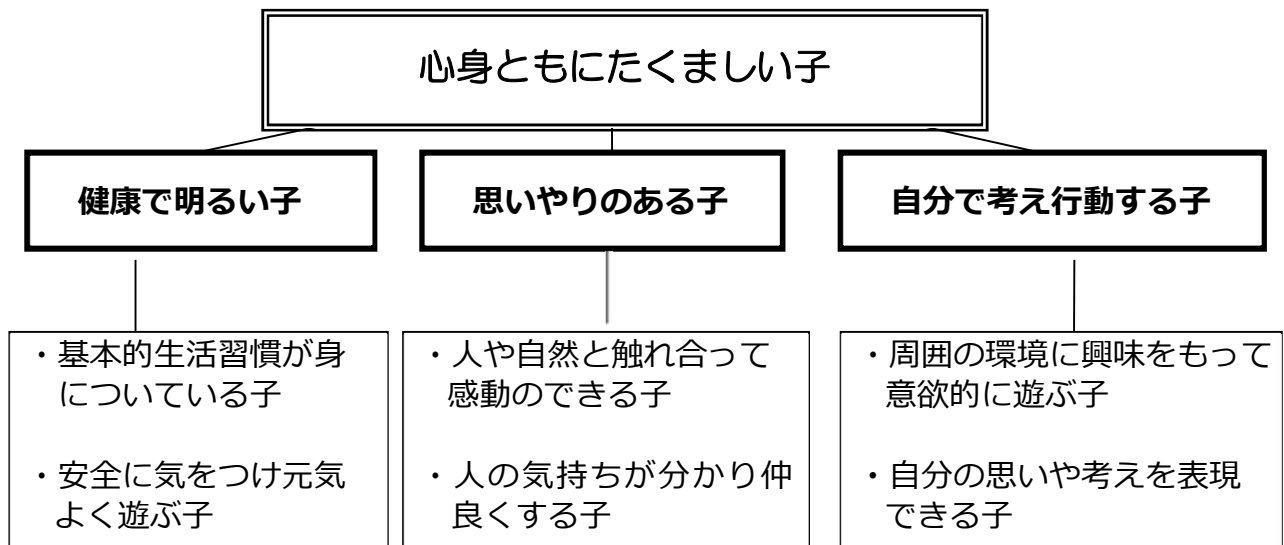 心身ともにたくましい子
健康で明るい子
思いやりのある子
自分で考え行動する子
・基本的生活習慣が身
についている子
・安全に気をつけ元気
よく遊ぶ子
・人や自然と触れ合って
感動のできる子
・人の気持ちが分かり仲
良くする子
・周囲の環境に興味をもって
意欲的に遊ぶ子
・自分の思いや考えを表現
できる子